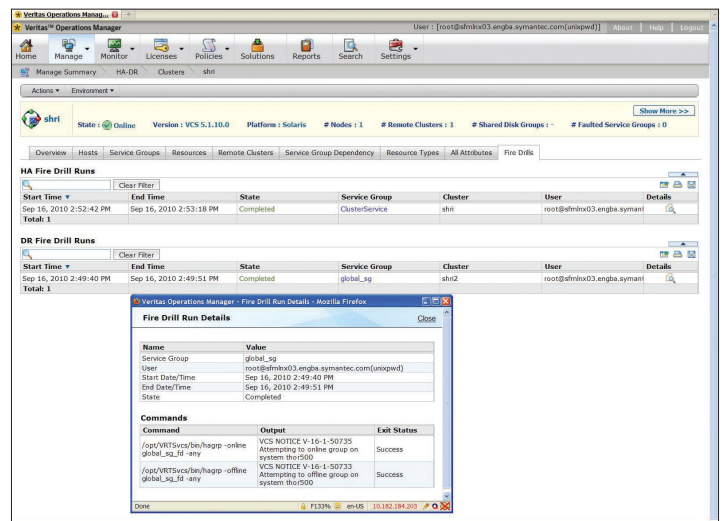 Veritas Operations Manag...
Veritas™ Operations Manager
User : [root@sfmlnx03.engba.symantec.com(unixpwd)] About Help Logout
Home Manage Monitor Licenses Policies Solutions Reports Search Settings
Manage Summary HA-DR Clusters shri
Actions Environment
Show More >>
shri State : Online Version : VCS 5.1.10.0 Platform : Solaris # Nodes : 1 # Remote Clusters : 1 # Shared Disk Groups : - # Faulted Service Groups : 0
Overview Hosts Service Groups Resources Remote Clusters Service Group Dependency Resource Types All Attributes Fire Drills
HA Fire Drill Runs
Clear Filter
Start Time End Time State Service Group Cluster User Details
Sep 16, 2010 2:52:42 PM Sep 16, 2010 2:53:18 PM Completed ClusterService shri root@sfmlnx03.engba.symant
Total: 1
DR Fire Drill Runs
Clear Filter
Start Time End Time State Service Group Cluster User Details
Sep 16, 2010 2:49:40 PM Sep 16, 2010 2:49:51 PM Completed global_sg shri2 root@sfmlnx03.engba.symant
Total: 1
Veritas Operations Manager - Fire Drill Run Details - Mozilla Firefox
Fire Drill Run Details Close
Name Value
Service Group global_sg
User root@sfmlnx03.engba.symantec.com(unixpwd)
Start Date/Time Sep 16, 2010 2:49:40 PM
End Date/Time Sep 16, 2010 2:49:51 PM
State Completed
Commands
Command Output Exit Status
/opt/VRTSvcs/bin/hagrp -online global_sg_fd -any VCS NOTICE V-16-1-50735 Attempting to online group on system thor500 Success
/opt/VRTSvcs/bin/hagrp -offline global_sg_fd -any VCS NOTICE V-16-1-50733 Attempting to offline group on system thor500 Success
Done F133% en-US 10.182.184.203